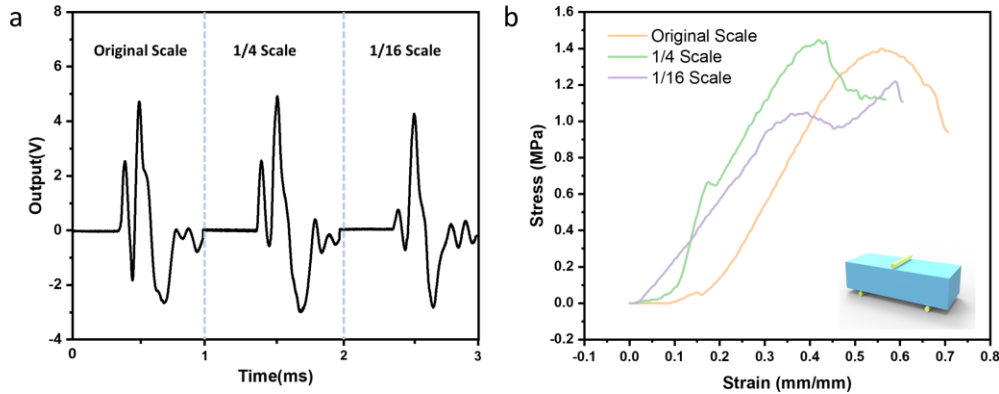 a
8
6
4
2
0
-2
-4
Output(V)
Original Scale
1/4 Scale
1/16 Scale
0
1
2
3
Time(ms)
b
1.6
1.4
1.2
1.0
0.8
0.6
0.4
0.2
0.0
-0.2
Stress (MPa)
Original Scale
1/4 Scale
1/16 Scale
-0.1
0.0
0.1
0.2
0.3
0.4
0.5
0.6
0.7
0.8
Strain (mm/mm)